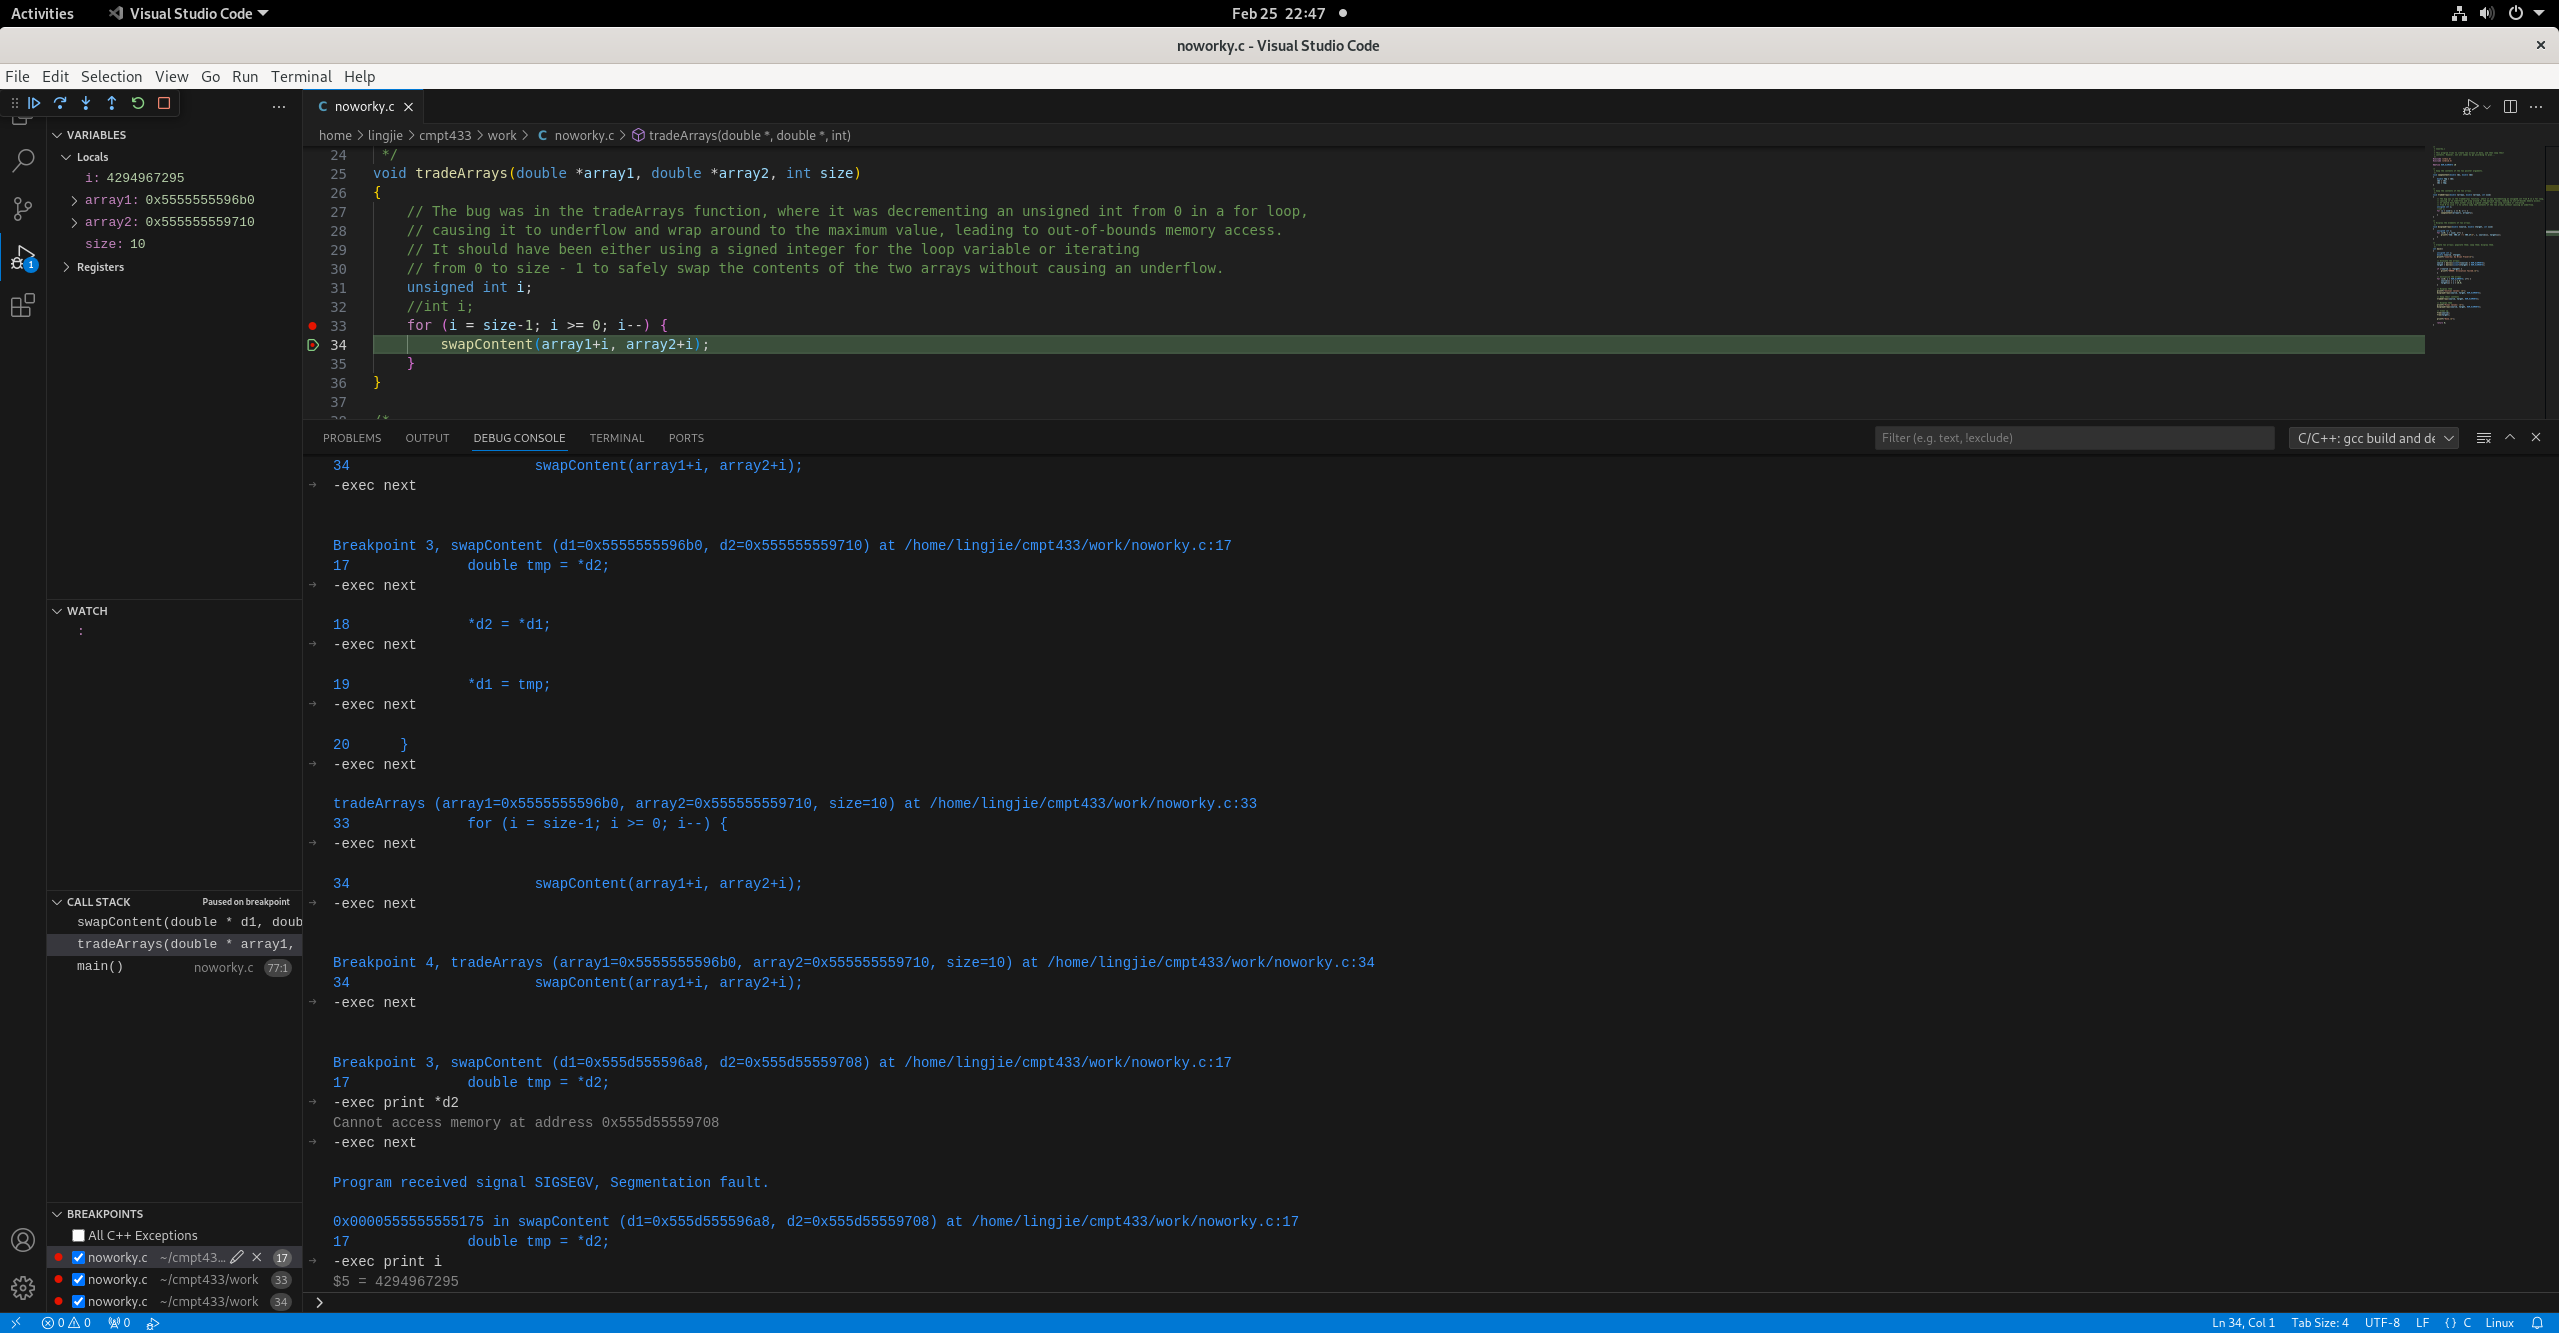 Activities Visual Studio Code Feb 25 22:47
noworky.c - Visual Studio Code
File Edit Selection View Go Run Terminal Help
noworky.c
home > lingjie > cmpt433 > work > C noworky.c > tradeArrays(double *, double *, int)
VARIABLES
Locals
i: 4294967295
array1: 0x5555555596b0
array2: 0x555555559710
size: 10
Registers
WATCH
:
CALL STACK Paused on breakpoint
swapContent(double * d1, doub
tradeArrays(double * array1,
main() noworky.c 77:1
BREAKPOINTS
All C++ Exceptions
noworky.c ~/cmpt43... 17
noworky.c ~/cmpt433/work 33
noworky.c ~/cmpt433/work 34
24 */
25 void tradeArrays(double *array1, double *array2, int size)
26 {
27 // The bug was in the tradeArrays function, where it was decrementing an unsigned int from 0 in a for loop,
28 // causing it to underflow and wrap around to the maximum value, leading to out-of-bounds memory access.
29 // It should have been either using a signed integer for the loop variable or iterating
30 // from 0 to size - 1 to safely swap the contents of the two arrays without causing an underflow.
31 unsigned int i;
32 //int i;
33 for (i = size-1; i >= 0; i--) {
34 swapContent(array1+i, array2+i);
35 }
36 }
37
38 /*
PROBLEMS OUTPUT DEBUG CONSOLE TERMINAL PORTS Filter (e.g. text, !exclude) C/C++: gcc build and de
34 swapContent(array1+i, array2+i);
-exec next
Breakpoint 3, swapContent (d1=0x5555555596b0, d2=0x555555559710) at /home/lingjie/cmpt433/work/noworky.c:17
17 double tmp = *d2;
-exec next
18 *d2 = *d1;
-exec next
19 *d1 = tmp;
-exec next
20 }
-exec next
tradeArrays (array1=0x5555555596b0, array2=0x555555559710, size=10) at /home/lingjie/cmpt433/work/noworky.c:33
33 for (i = size-1; i >= 0; i--) {
-exec next
34 swapContent(array1+i, array2+i);
-exec next
Breakpoint 4, tradeArrays (array1=0x5555555596b0, array2=0x555555559710, size=10) at /home/lingjie/cmpt433/work/noworky.c:34
34 swapContent(array1+i, array2+i);
-exec next
Breakpoint 3, swapContent (d1=0x555d555596a8, d2=0x555d55559708) at /home/lingjie/cmpt433/work/noworky.c:17
17 double tmp = *d2;
-exec print *d2
Cannot access memory at address 0x555d55559708
-exec next
Program received signal SIGSEGV, Segmentation fault.
0x0000555555555175 in swapContent (d1=0x555d555596a8, d2=0x555d55559708) at /home/lingjie/cmpt433/work/noworky.c:17
17 double tmp = *d2;
-exec print i
$5 = 4294967295
>
0 0 0 Ln 34, Col 1 Tab Size: 4 UTF-8 LF {} C Linux